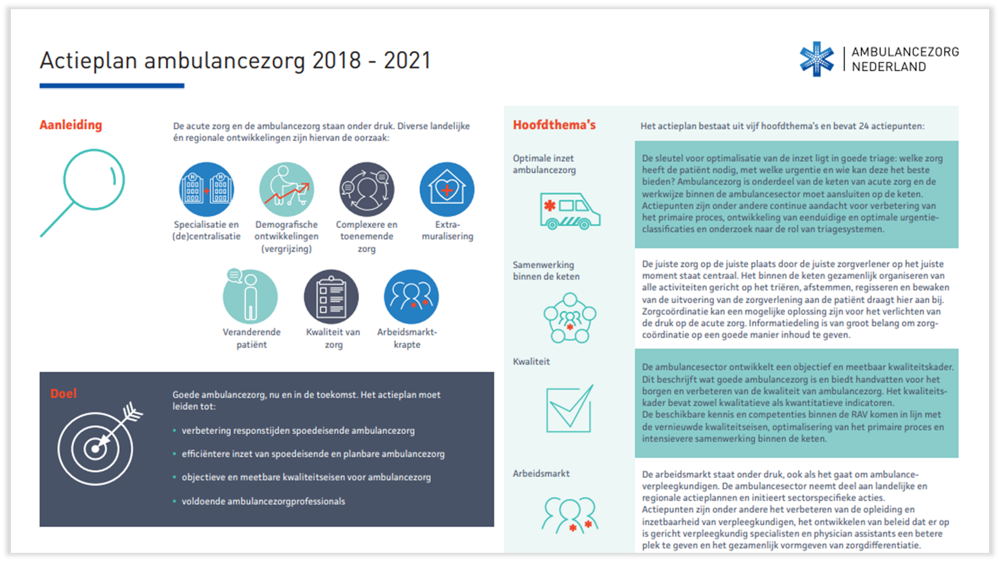 Actieplan ambulancezorg 2018 - 2021
AMBULANCEZORG
NEDERLAND
Aanleiding
De acute zorg en de ambulancezorg staan onder druk. Diverse landelijke
én regionale ontwikkelingen zijn hiervan de oorzaak:
H
H
Specialisatie en
(de)centralisatie
Demografische
ontwikkelingen
(vergrijzing)
Complexere en
toenemende
zorg
Extra-
muralisering
Veranderende
patiënt
Kwaliteit van
zorg
Arbeidsmarkt-
krapte
Doel
Goede ambulancezorg, nu en in de toekomst. Het actieplan moet
leiden tot:
• verbetering responstijden spoedeisende ambulancezorg
• efficiëntere inzet van spoedeisende en planbare ambulancezorg
• objectieve en meetbare kwaliteitseisen voor ambulancezorg
• voldoende ambulancezorgprofessionals
Hoofdthema's
Het actieplan bestaat uit vijf hoofdthema's en bevat 24 actiepunten:
Optimale inzet
ambulancezorg
De sleutel voor optimalisatie van de inzet ligt in goede triage: welke zorg
heeft de patiënt nodig, met welke urgentie en wie kan deze het beste
bieden? Ambulancezorg is onderdeel van de keten van acute zorg en de
werkwijze binnen de ambulancesector moet aansluiten op de keten.
Actiepunten zijn onder andere continue aandacht voor verbetering van
het primaire proces, ontwikkeling van eenduidige en optimale urgentie-
classificaties en onderzoek naar de rol van triagesystemen.
Samenwerking
binnen de keten
De juiste zorg op de juiste plaats door de juiste zorgverlener op het juiste
moment staat centraal. Het binnen de keten gezamenlijk organiseren van
alle activiteiten gericht op het triëren, afstemmen, regisseren en bewaken
van de uitvoering van de zorgverlening aan de patiënt draagt hier aan bij.
Zorgcoördinatie kan een mogelijke oplossing zijn voor het verlichten van
de druk op de acute zorg. Informatiedeling is van groot belang om zorg-
coördinatie op een goede manier inhoud te geven.
Kwaliteit
De ambulancesector ontwikkelt een objectief en meetbaar kwaliteitskader.
Dit beschrijft wat goede ambulancezorg is en biedt handvatten voor het
borgen en verbeteren van de kwaliteit van ambulancezorg. Het kwaliteits-
kader bevat zowel kwalitatieve als kwantitatieve indicatoren.
De beschikbare kennis en competenties binnen de RAV komen in lijn met
de vernieuwde kwaliteitseisen, optimalisering van het primaire proces en
intensievere samenwerking binnen de keten.
Arbeidsmarkt
De arbeidsmarkt staat onder druk, ook als het gaat om ambulance-
verpleegkundigen. De ambulancesector neemt deel aan landelijke en
regionale actieplannen en initieert sectorspecifieke acties.
Actiepunten zijn onder andere het verbeteren van de opleiding en
inzetbaarheid van verpleegkundigen, het ontwikkelen van beleid dat er op
is gericht verpleegkundig specialisten en physician assistants een betere
plek te geven en het gezamenlijk vormgeven van zorgdifferentiatie.